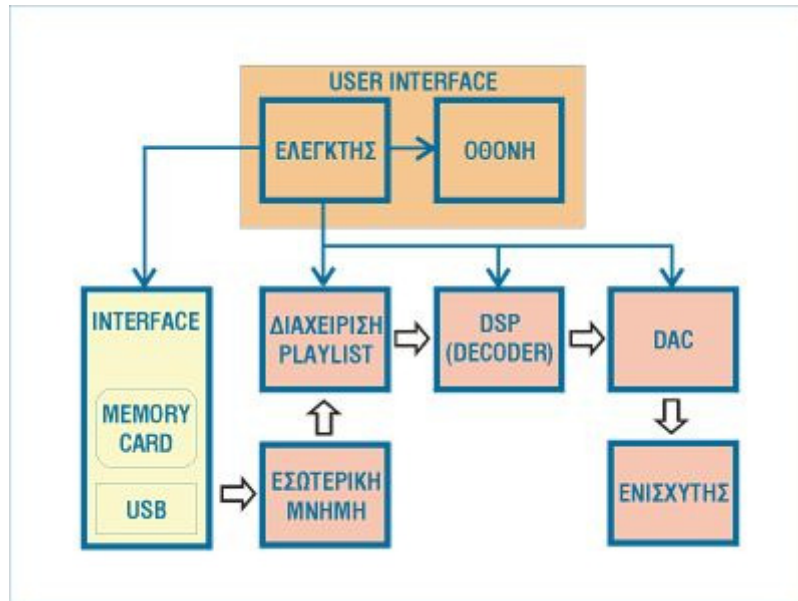 USER INTERFACE
ΕΛΕΓΚΤΗΣ
ΟΘΟΝΗ
INTERFACE
MEMORY
CARD
USB
ΔΙΑΧΕΙΡΙΣΗ
PLAYLIST
DSP
(DECODER)
DAC
ΕΣΩΤΕΡΙΚΗ
ΜΝΗΜΗ
ΕΝΙΣΧΥΤΗΣ